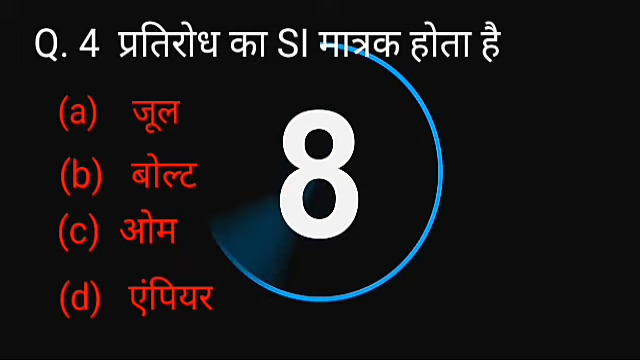 Q. 4 प्रतिरोध का SI मात्रक होता है
(a) जूल
(b) बोल्ट
8
(c) ओम
(d) एंपियर